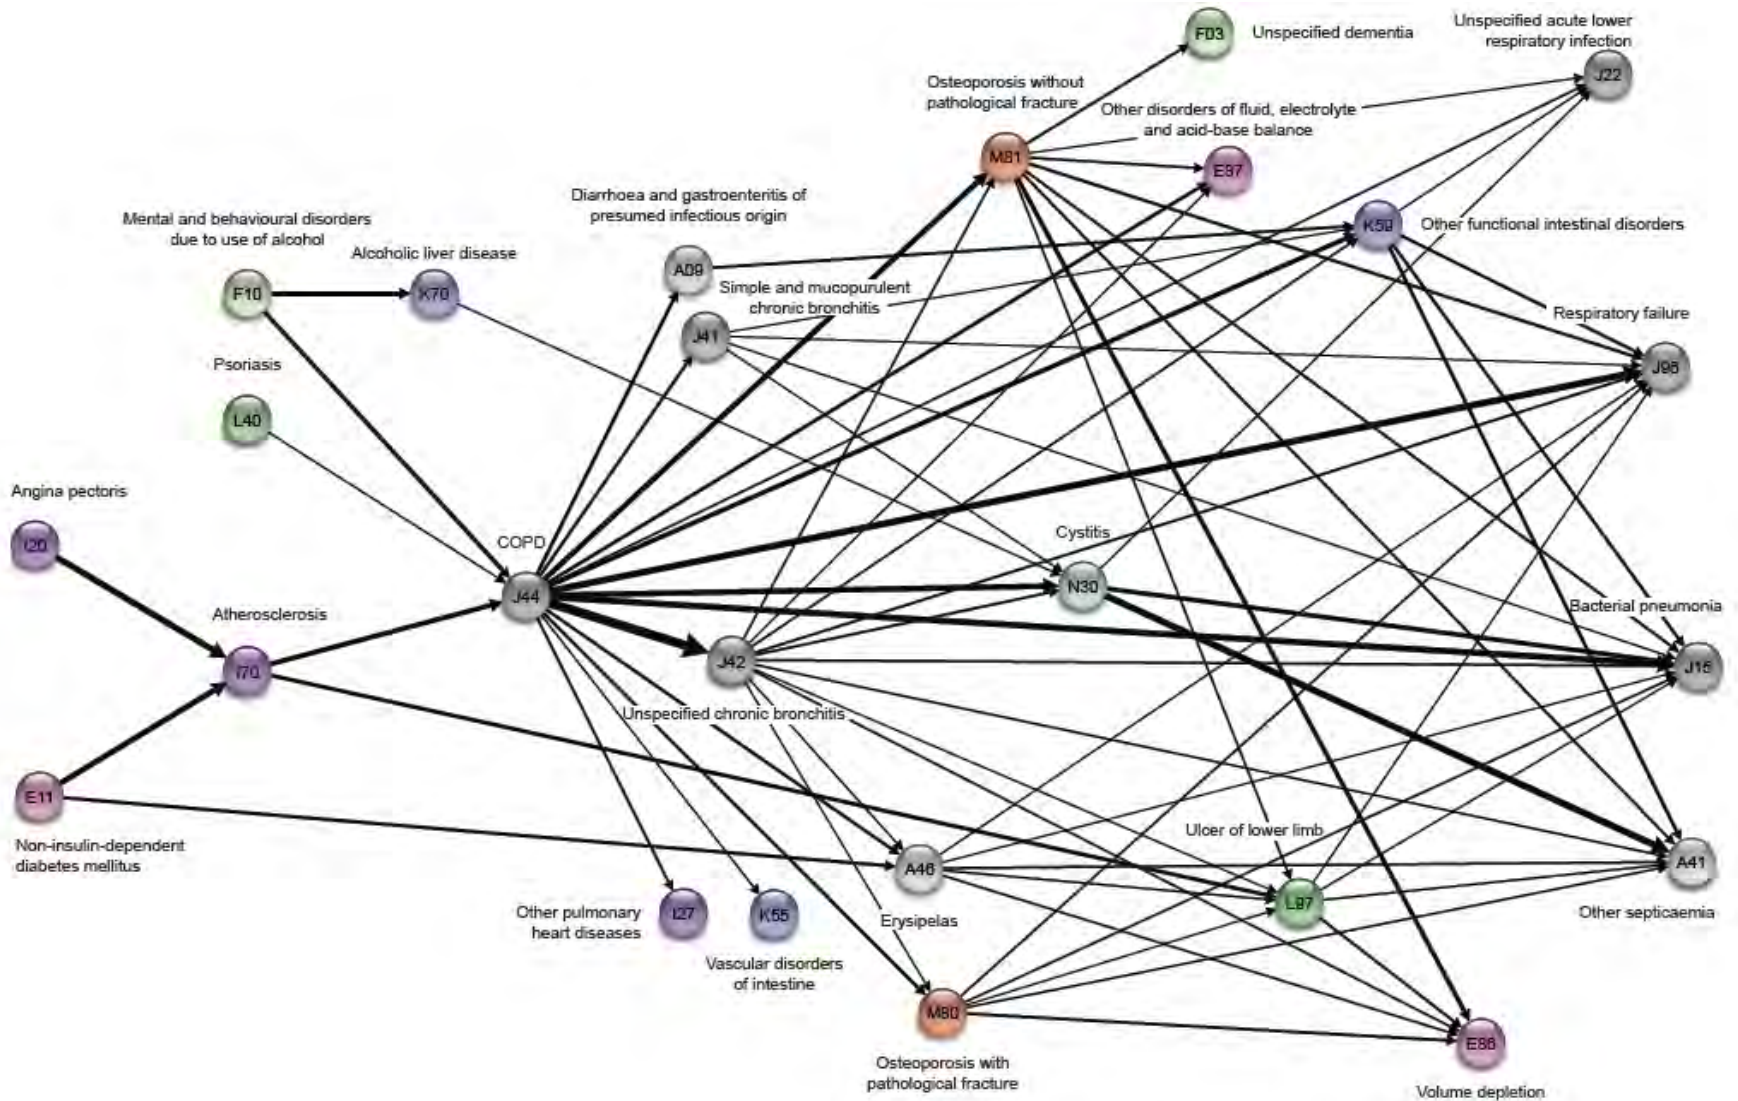 F03
Unspecified dementia
Unspecified acute lower
respiratory infection
J22
Osteoporosis without
pathological fracture
Other disorders of fluid, electrolyte
and acid-base balance
M81
E87
Diarrhoea and gastroenteritis of
presumed infectious origin
Mental and behavioural disorders
due to use of alcohol
Alcoholic liver disease
K59
Other functional intestinal disorders
A09
Simple and mucopurulent
chronic bronchitis
F10
K70
J41
Respiratory failure
Psoriasis
J96
L40
Angina pectoris
I20
COPD
Cystitis
J44
N30
Atherosclerosis
Bacterial pneumonia
I70
J42
J15
Unspecified chronic bronchitis
E11
Ulcer of lower limb
Non-insulin-dependent
diabetes mellitus
A46
A41
L97
Other pulmonary
heart diseases
I27
K55
Erysipelas
Other septicaemia
Vascular disorders
of intestine
M80
E86
Osteoporosis with
pathological fracture
Volume depletion